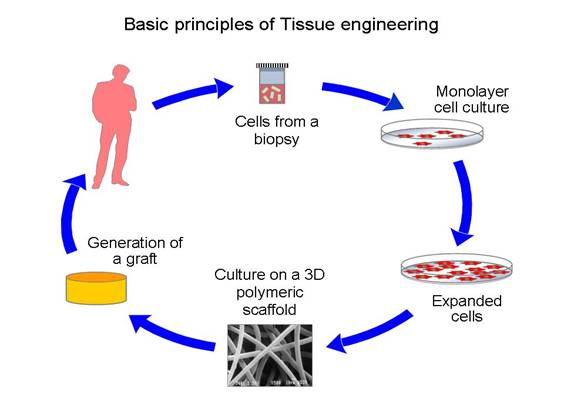 Basic principles of Tissue engineering
Cells from a
biopsy
Monolayer
cell culture
Expanded
cells
Culture on a 3D
polymeric
scaffold
Generation of
a graft